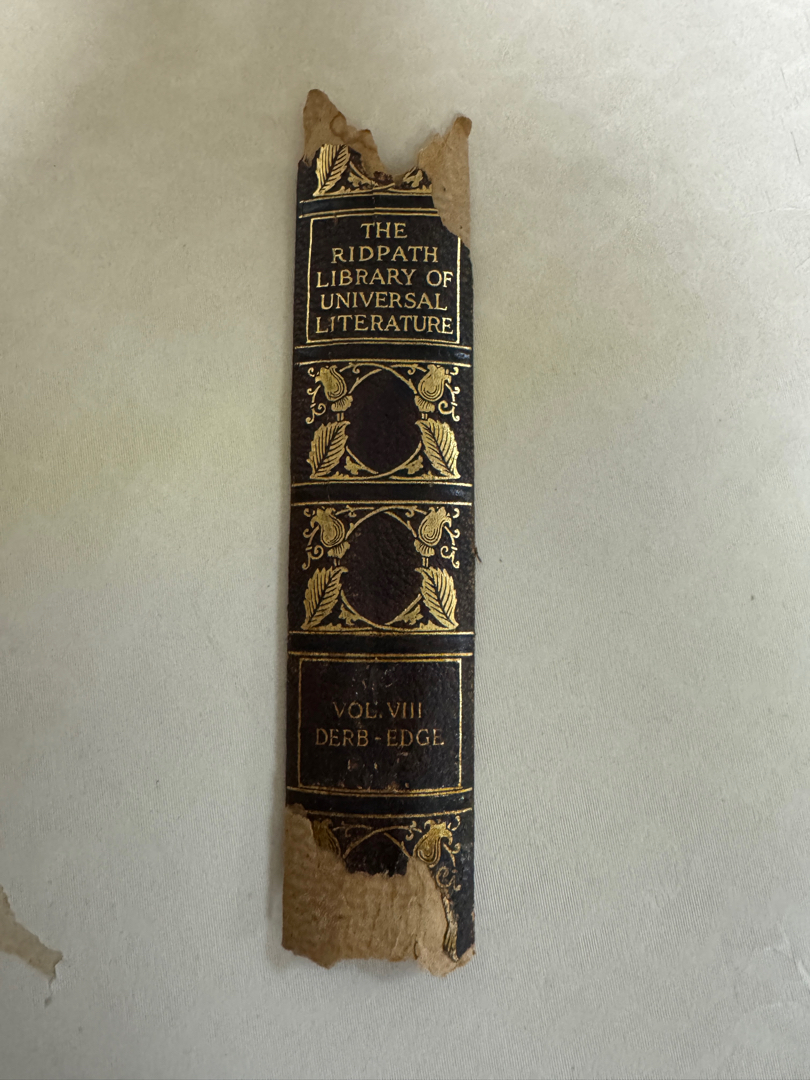 THE
RIDPATH
LIBRARY OF
UNIVERSAL
LITERATURE
VOL. VIII
DERB-EDGE